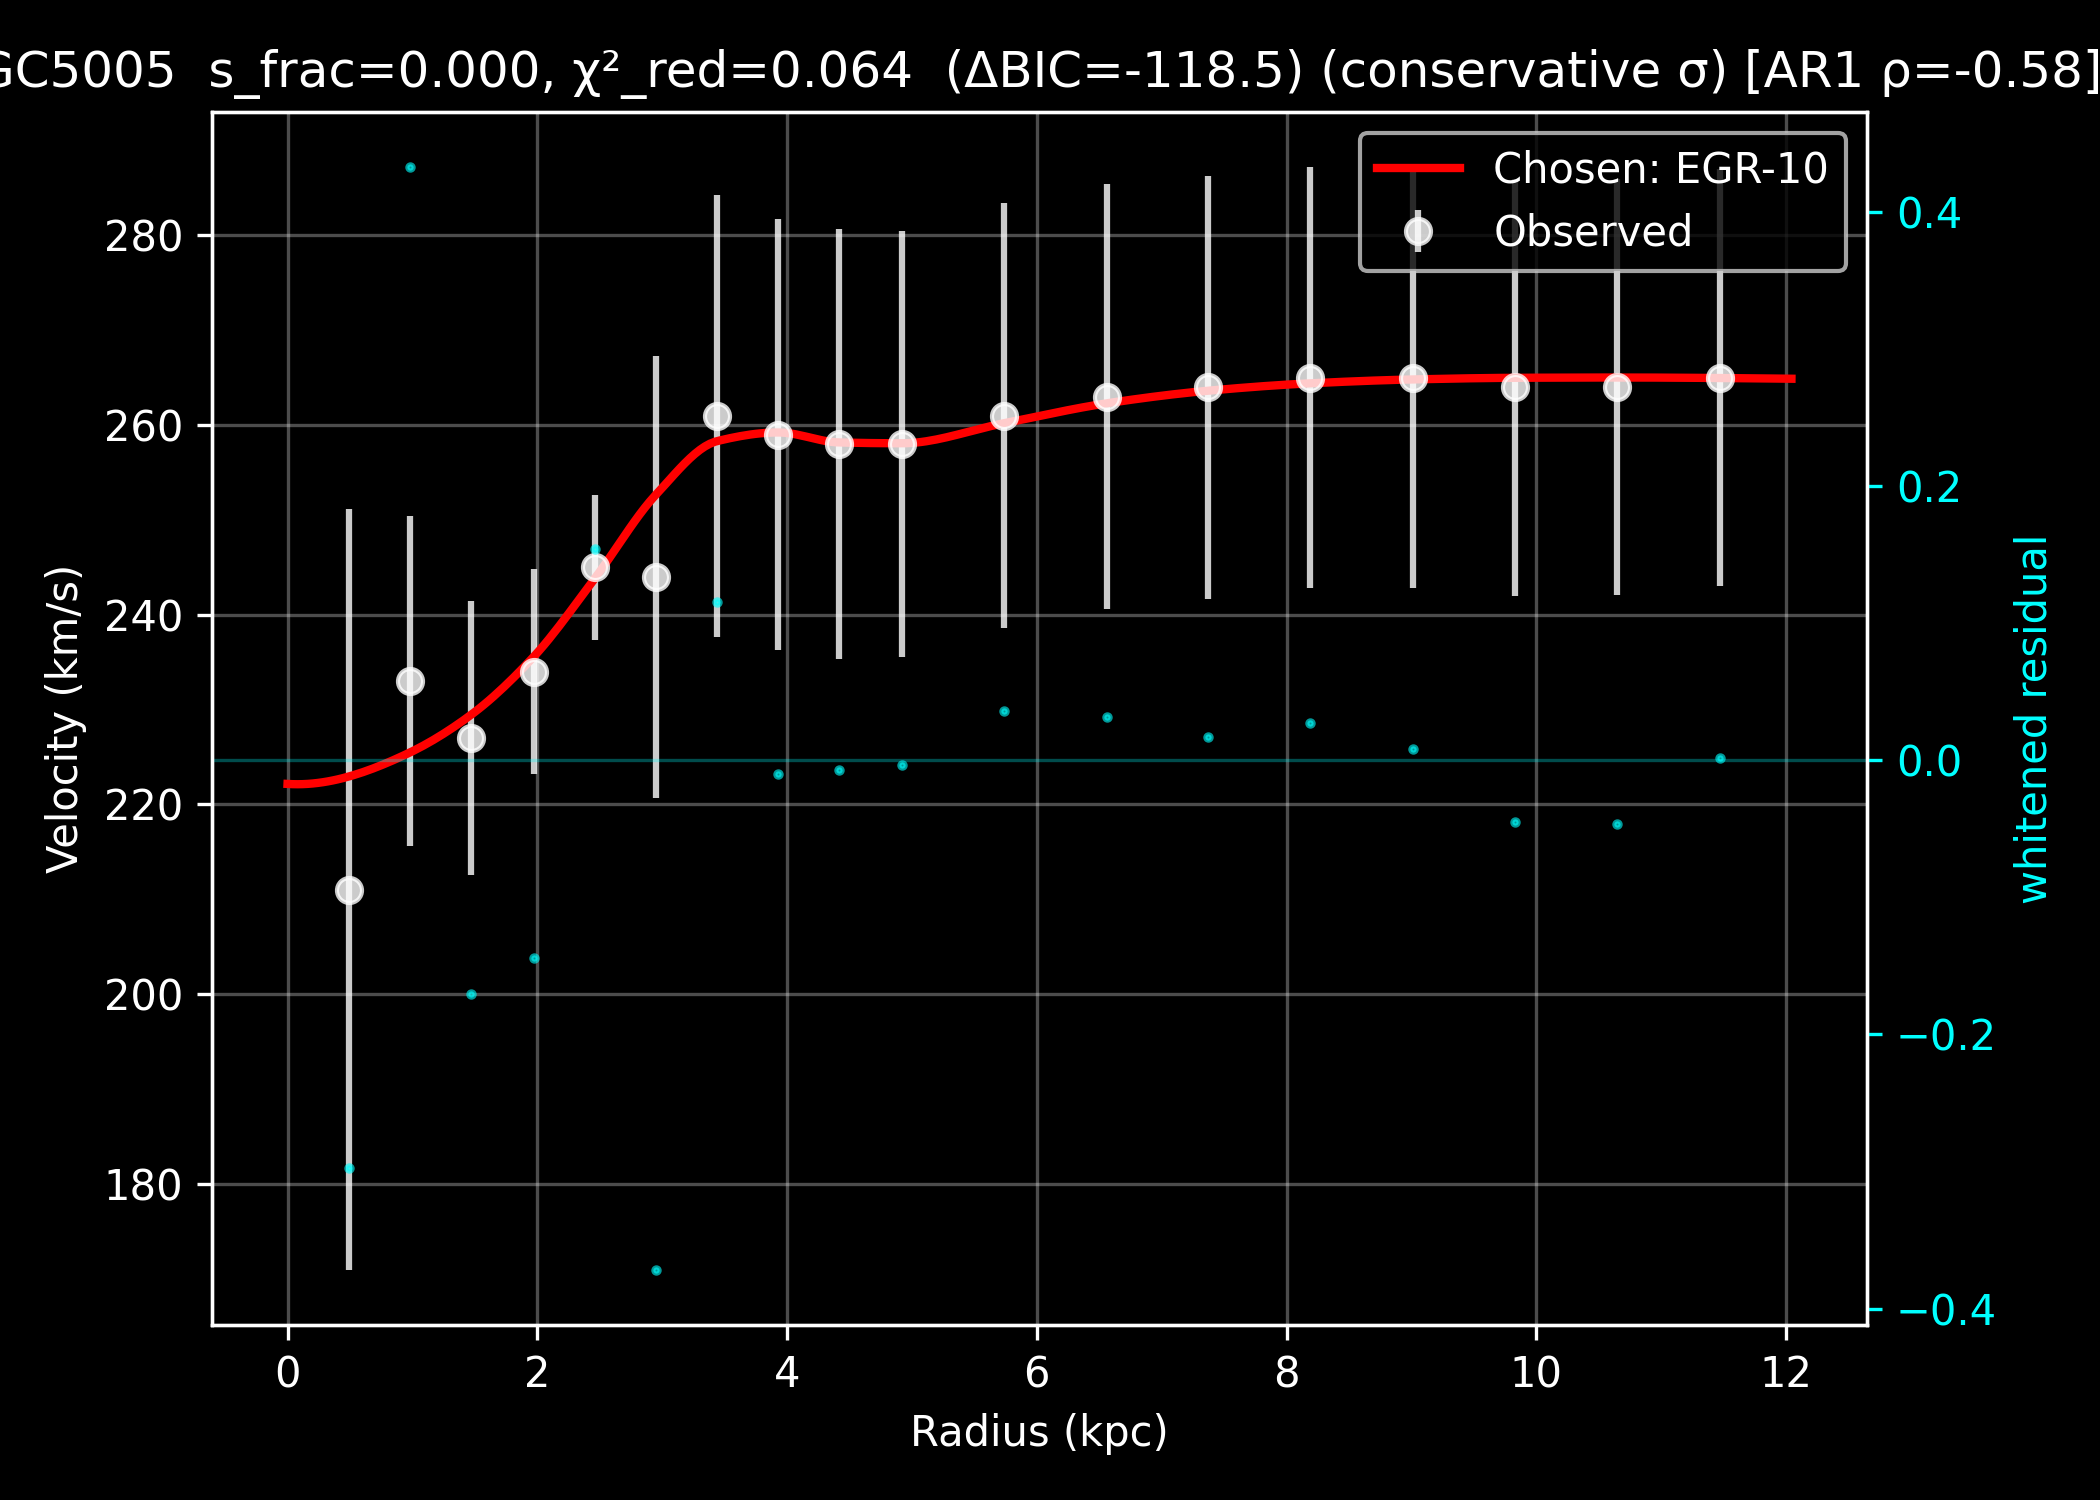 GC5005  s_frac=0.000, χ²_red=0.064  (ΔBIC=-118.5) (conservative σ) [AR1 ρ=-0.58]
Chosen: EGR-10
Observed
280
260
240
220
200
180
Velocity (km/s)
0.4
0.2
0.0
−0.2
−0.4
whitened residual
0 2 4 6 8 10 12
Radius (kpc)